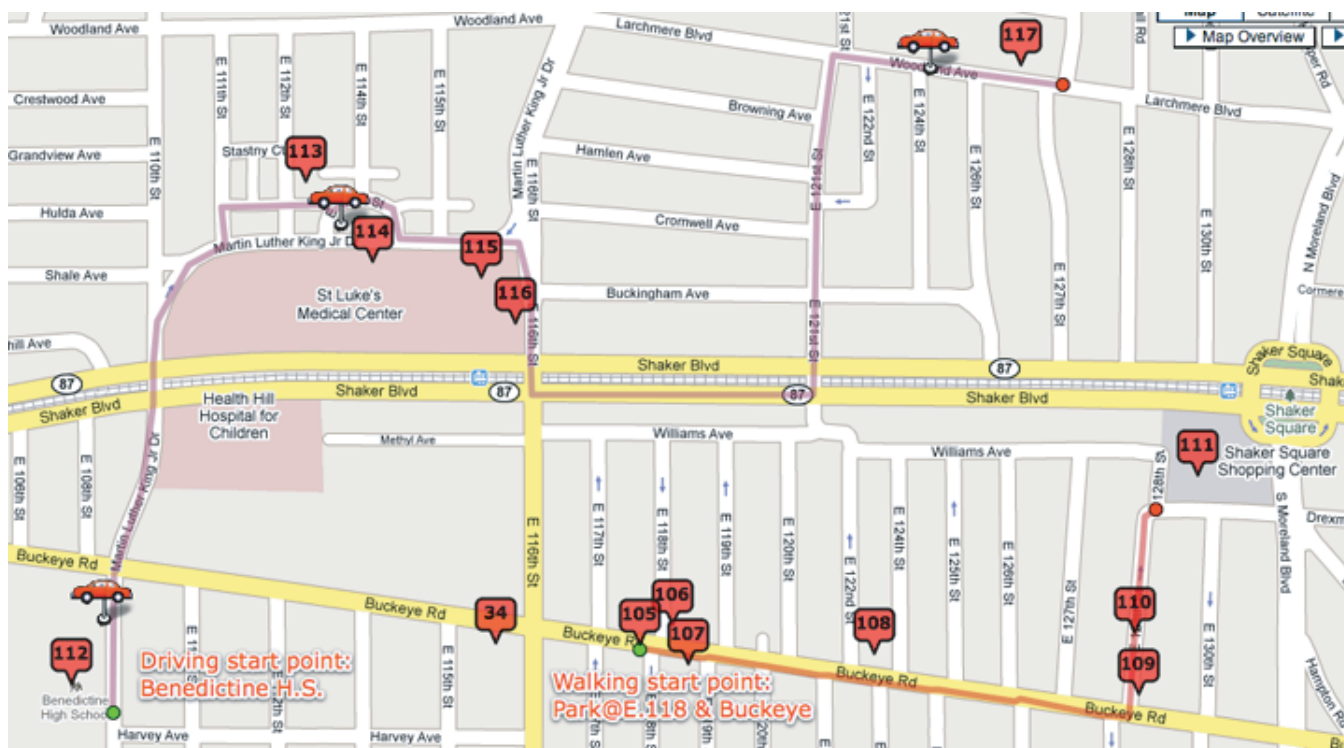 Woodland Ave
Woodland Ave
Larchmere Blvd
117
Map Overview
Woodland Ave
Larchmere Blvd
Crestwood Ave
E 111th St
E 112th St
E 114th St
E 115th St
Martin Luther King Jr Dr
Browning Ave
E 122nd St
E 124th St
E 126th St
E 128th St
E 130th St
Grandview Ave
E 110th St
113
Hamlen Ave
E 116th St
E 121st St
N Moreland Blvd
Hulda Ave
114
Martin Luther King Jr
115
Cromwell Ave
Shale Ave
St Luke's
Medical Center
116
Buckingham Ave
E 127th St
E 116th St
E 121st St
87
Shaker Blvd
87
Shaker Square
Shaker Blvd
Shaker Blvd
87
87
Shaker Blvd
Shaker
Square
Health Hill
Hospital for
Children
Methyl Ave
Williams Ave
Williams Ave
111
Shaker Square
Shopping Center
E 106th St
E 108th St
Martin Luther King Jr Dr
E 116th St
E 117th St
E 118th St
E 119th St
E 120th St
E 122nd St
E 124th St
E 125th St
E 126th St
E 127th St
128th St
E 130th St
S Moreland Blvd
Buckeye Rd
Buckeye Rd
34
Buckeye
105
106
107
108
110
109
Buckeye Rd
Buckeye Rd
112
Benedictine
High School
Driving start point:
Benedictine H.S.
Walking start point:
Park@E.118 & Buckeye
E 115th St
Harvey Ave
Harvey Ave